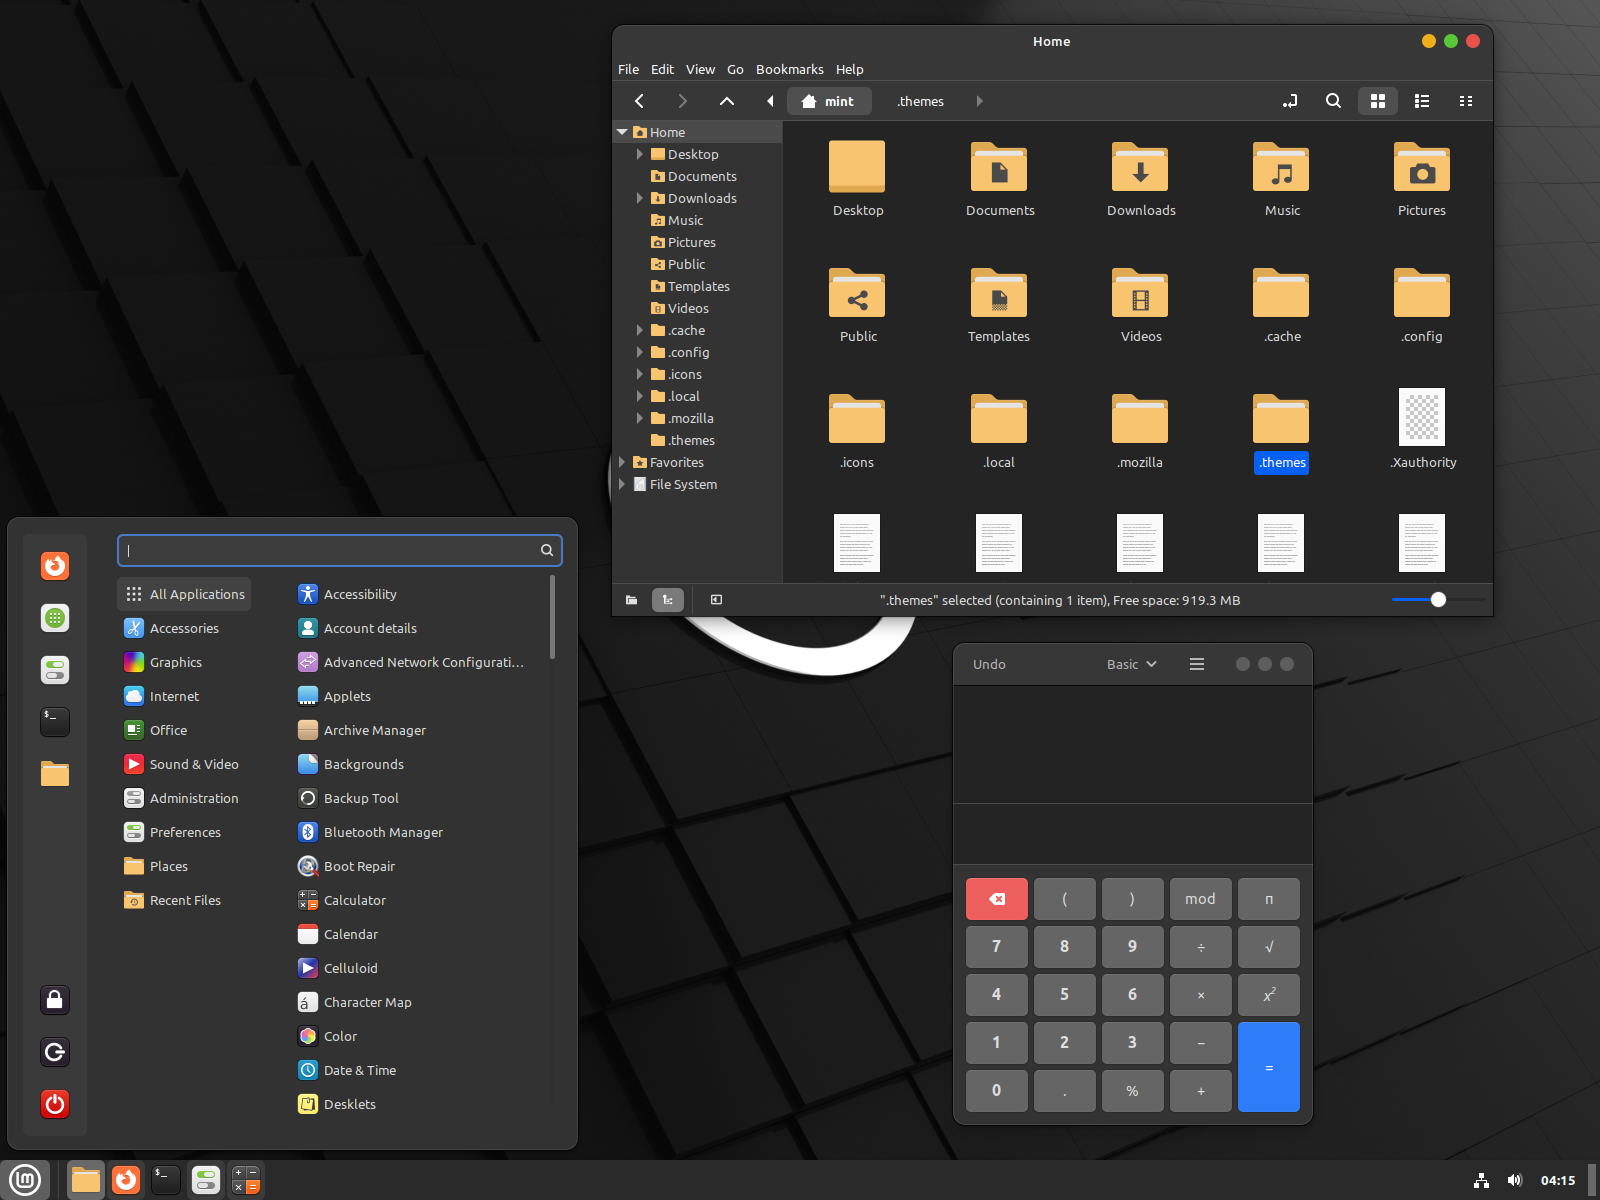 Home
File Edit View Go Bookmarks Help
mint .themes
Home
Desktop
Documents
Downloads
Music
Pictures
Public
Templates
Videos
.cache
.config
.icons
.local
.mozilla
.themes
Favorites
File System
Desktop Documents Downloads Music Pictures
Public Templates Videos .cache .config
.icons .local .mozilla .themes .Xauthority
".themes" selected (containing 1 item), Free space: 919.3 MB
All Applications
Accessories
Graphics
Internet
Office
Sound & Video
Administration
Preferences
Places
Recent Files
Accessibility
Account details
Advanced Network Configurati...
Applets
Archive Manager
Backgrounds
Backup Tool
Bluetooth Manager
Boot Repair
Calculator
Calendar
Celluloid
Character Map
Color
Date & Time
Desklets
Undo Basic
( ) mod π
7 8 9 ÷ √
4 5 6 × x²
1 2 3 −
0 . % + =
04:15